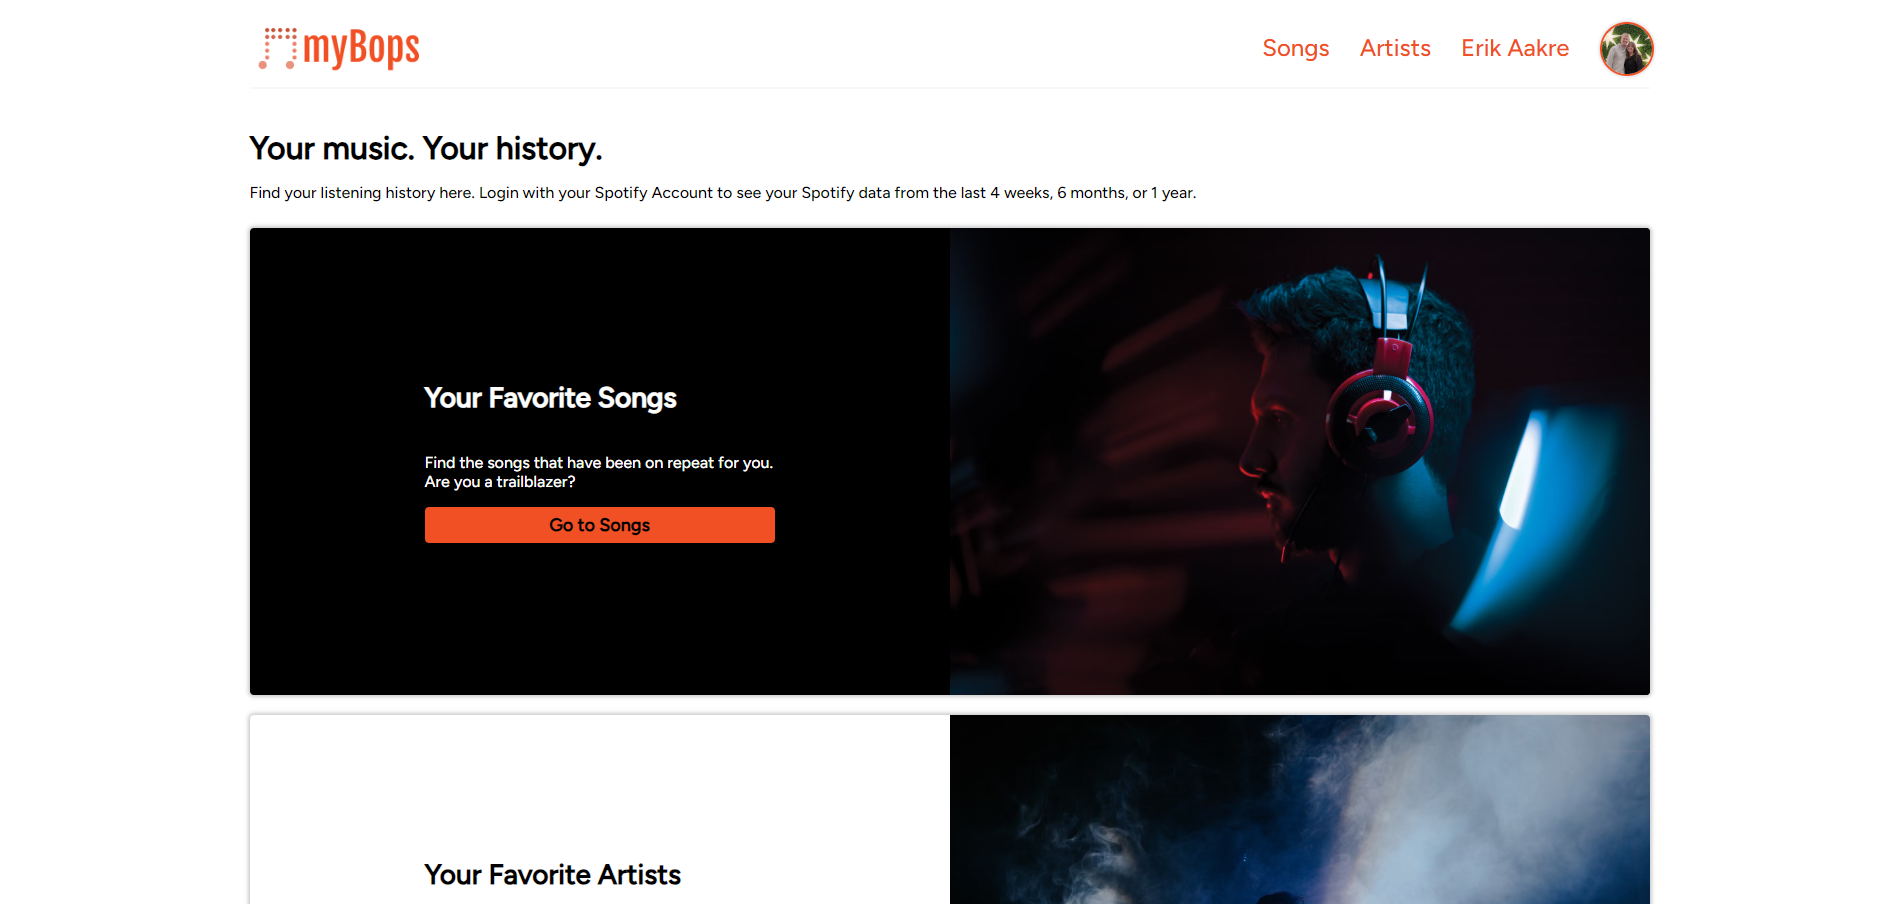 myBops
Songs
Artists
Erik Aakre
Your music. Your history.
Find your listening history here. Login with your Spotify Account to see your Spotify data from the last 4 weeks, 6 months, or 1 year.
Your Favorite Songs
Find the songs that have been on repeat for you.
Are you a trailblazer?
Go to Songs
Your Favorite Artists